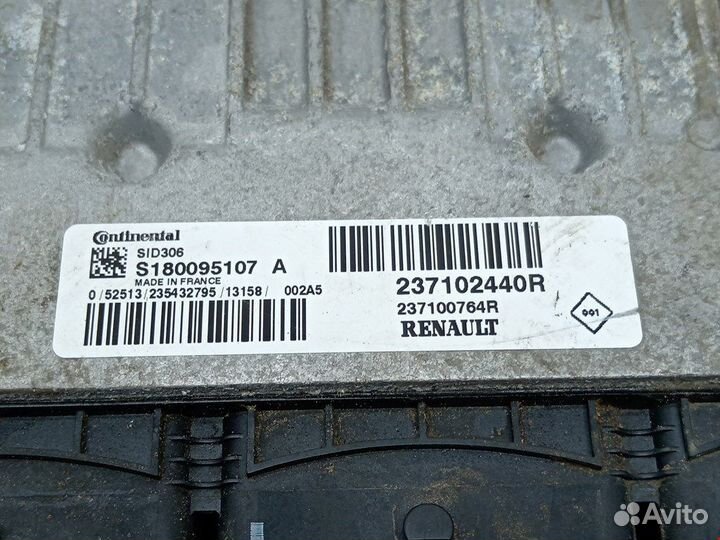 Continental
SID306
S180095107 A
MADE IN FRANCE
0/52513/235432795/13158/ 002A5
237102440R
237100764R
RENAULT
001
Avito